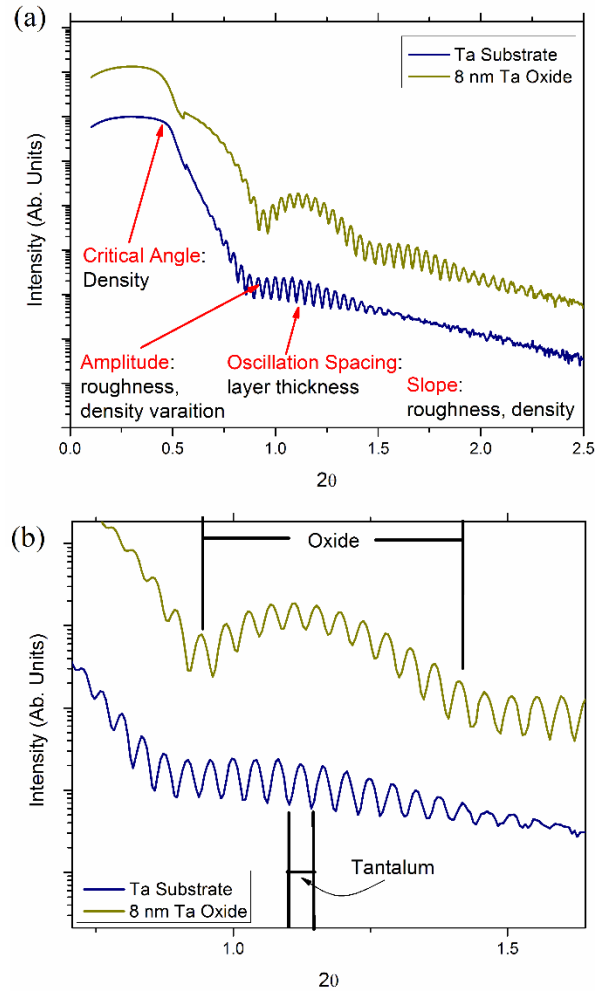 (a)
Ta Substrate
8 nm Ta Oxide
Intensity (Ab. Units)
Critical Angle:
Density
Amplitude:
roughness,
density varaition
Oscillation Spacing:
layer thickness
Slope:
roughness, density
0.0 0.5 1.0 1.5 2.0 2.5
2θ
(b)
Oxide
Intensity (Ab. Units)
Tantalum
Ta Substrate
8 nm Ta Oxide
1.0 1.5
2θ